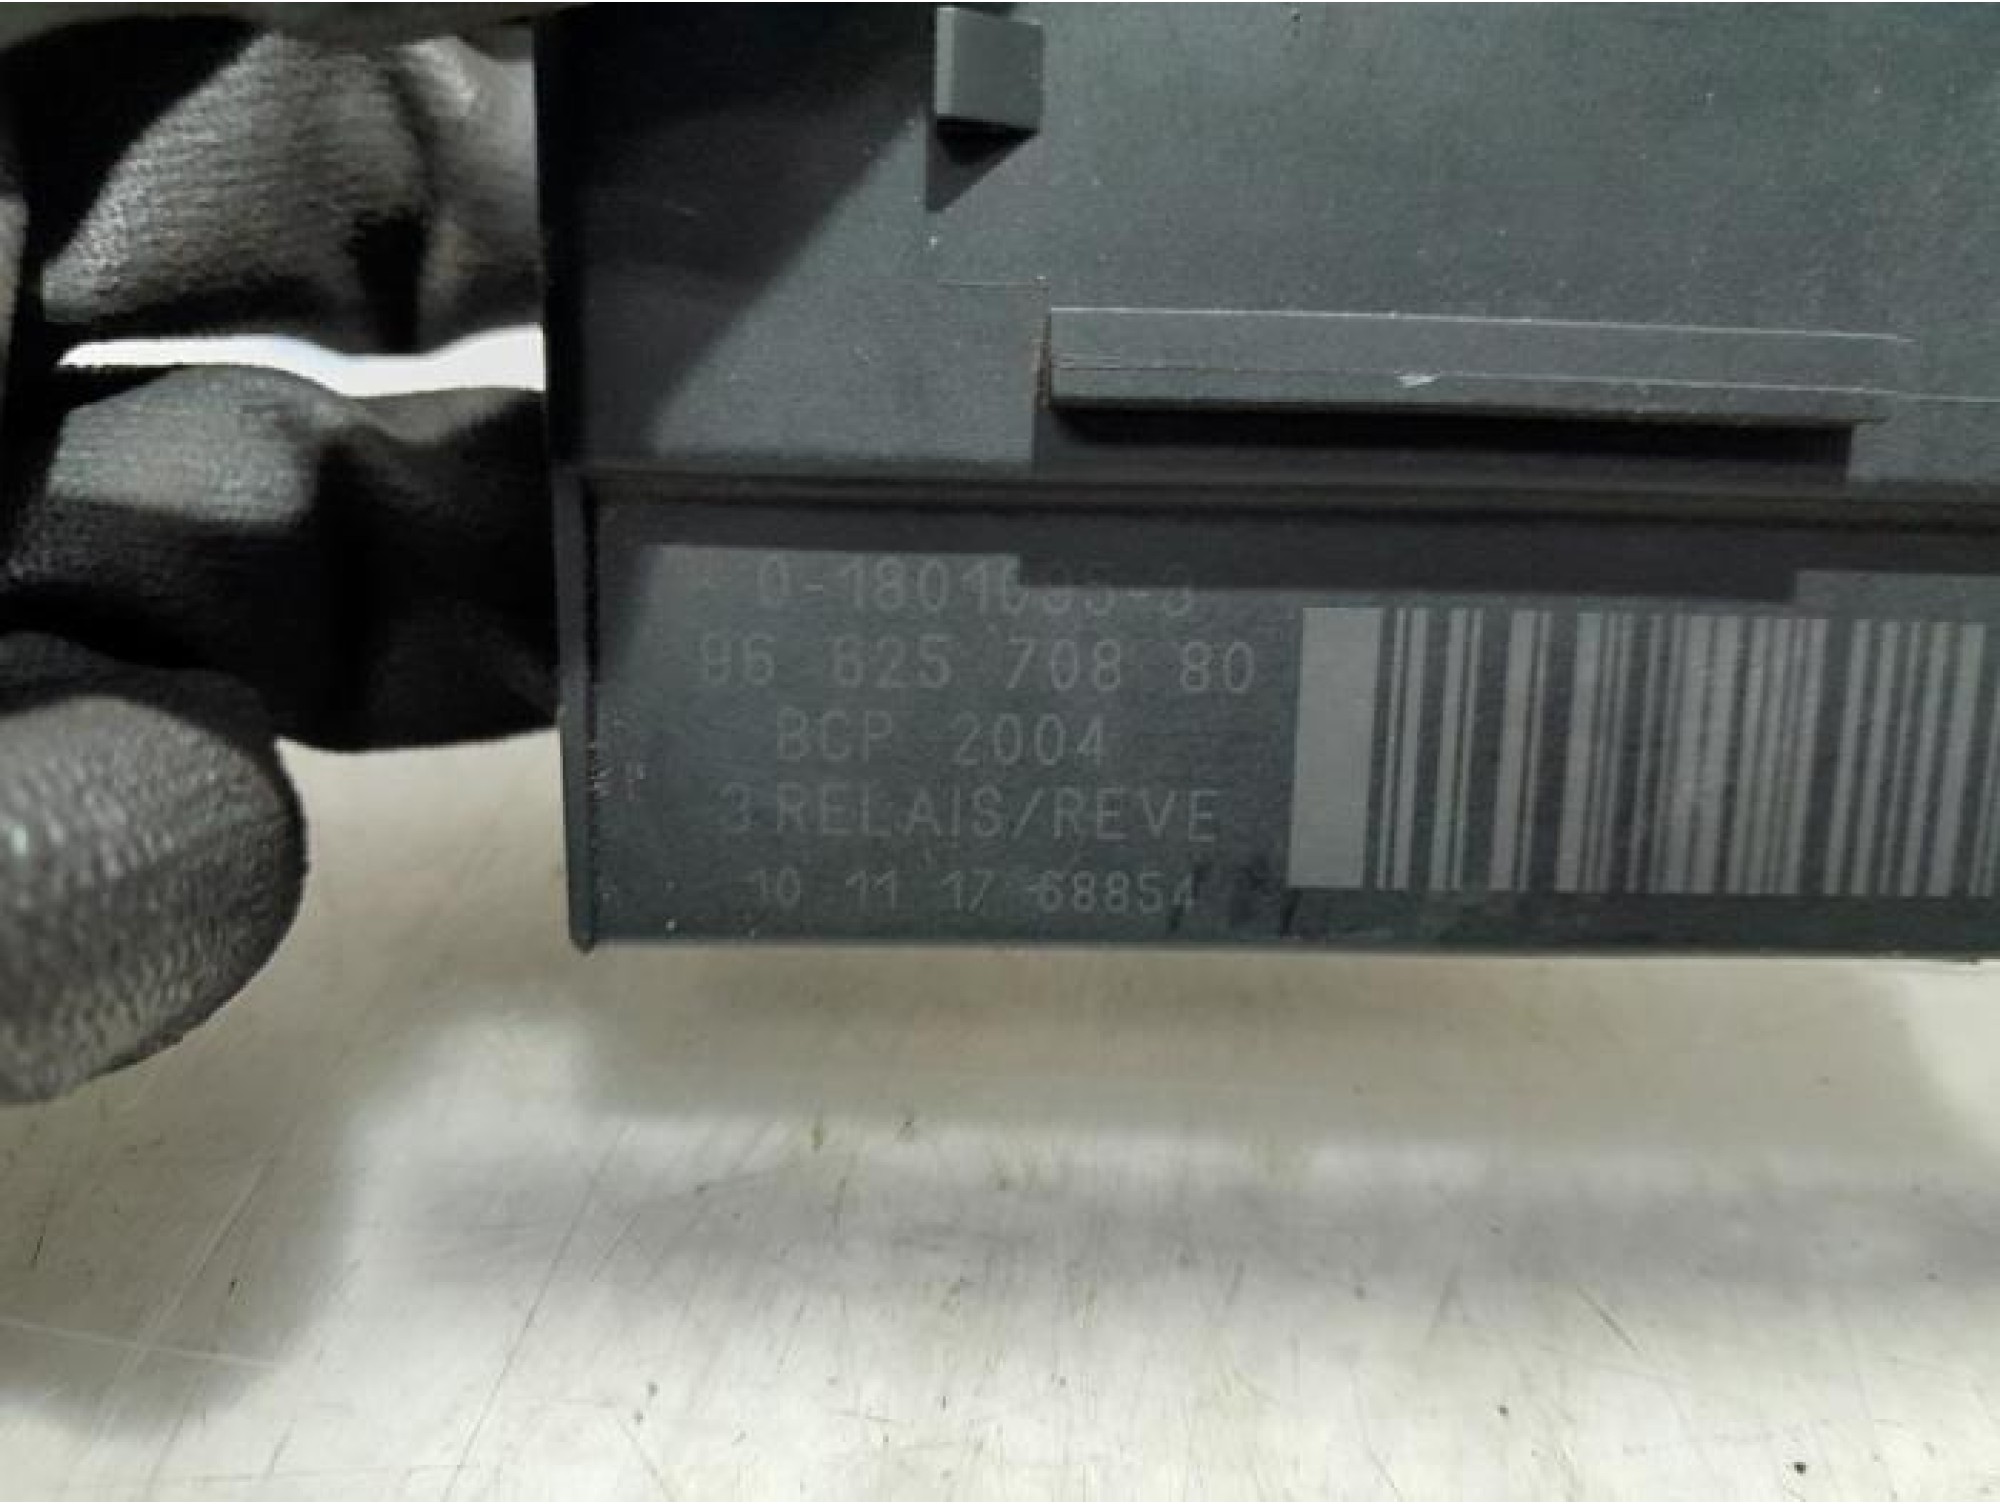 96 625 708 80
BCP 2004
3 RELAIS/REVE
10 11 17 68854